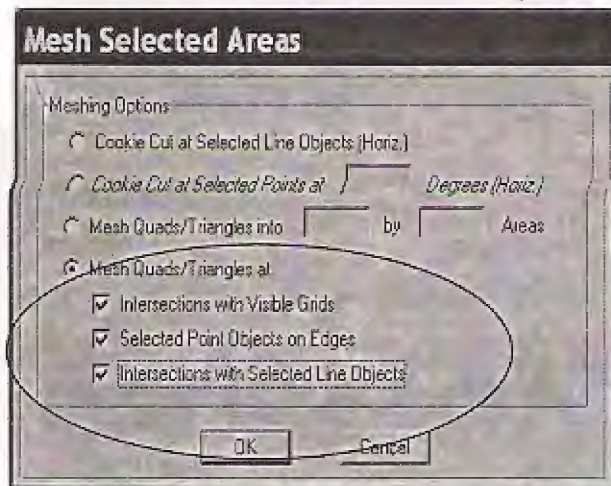 Mesh Selected Areas
Meshing Options
Cookie Cut at Selected Line Objects (Horiz.)
Cookie Cut at Selected Points at Degrees (Horiz.)
Mesh Quads/Triangles into by Areas
Mesh Quads/Triangles at
Intersections with Visible Grids
Selected Point Objects on Edges
Intersections with Selected Line Objects
OK Cancel